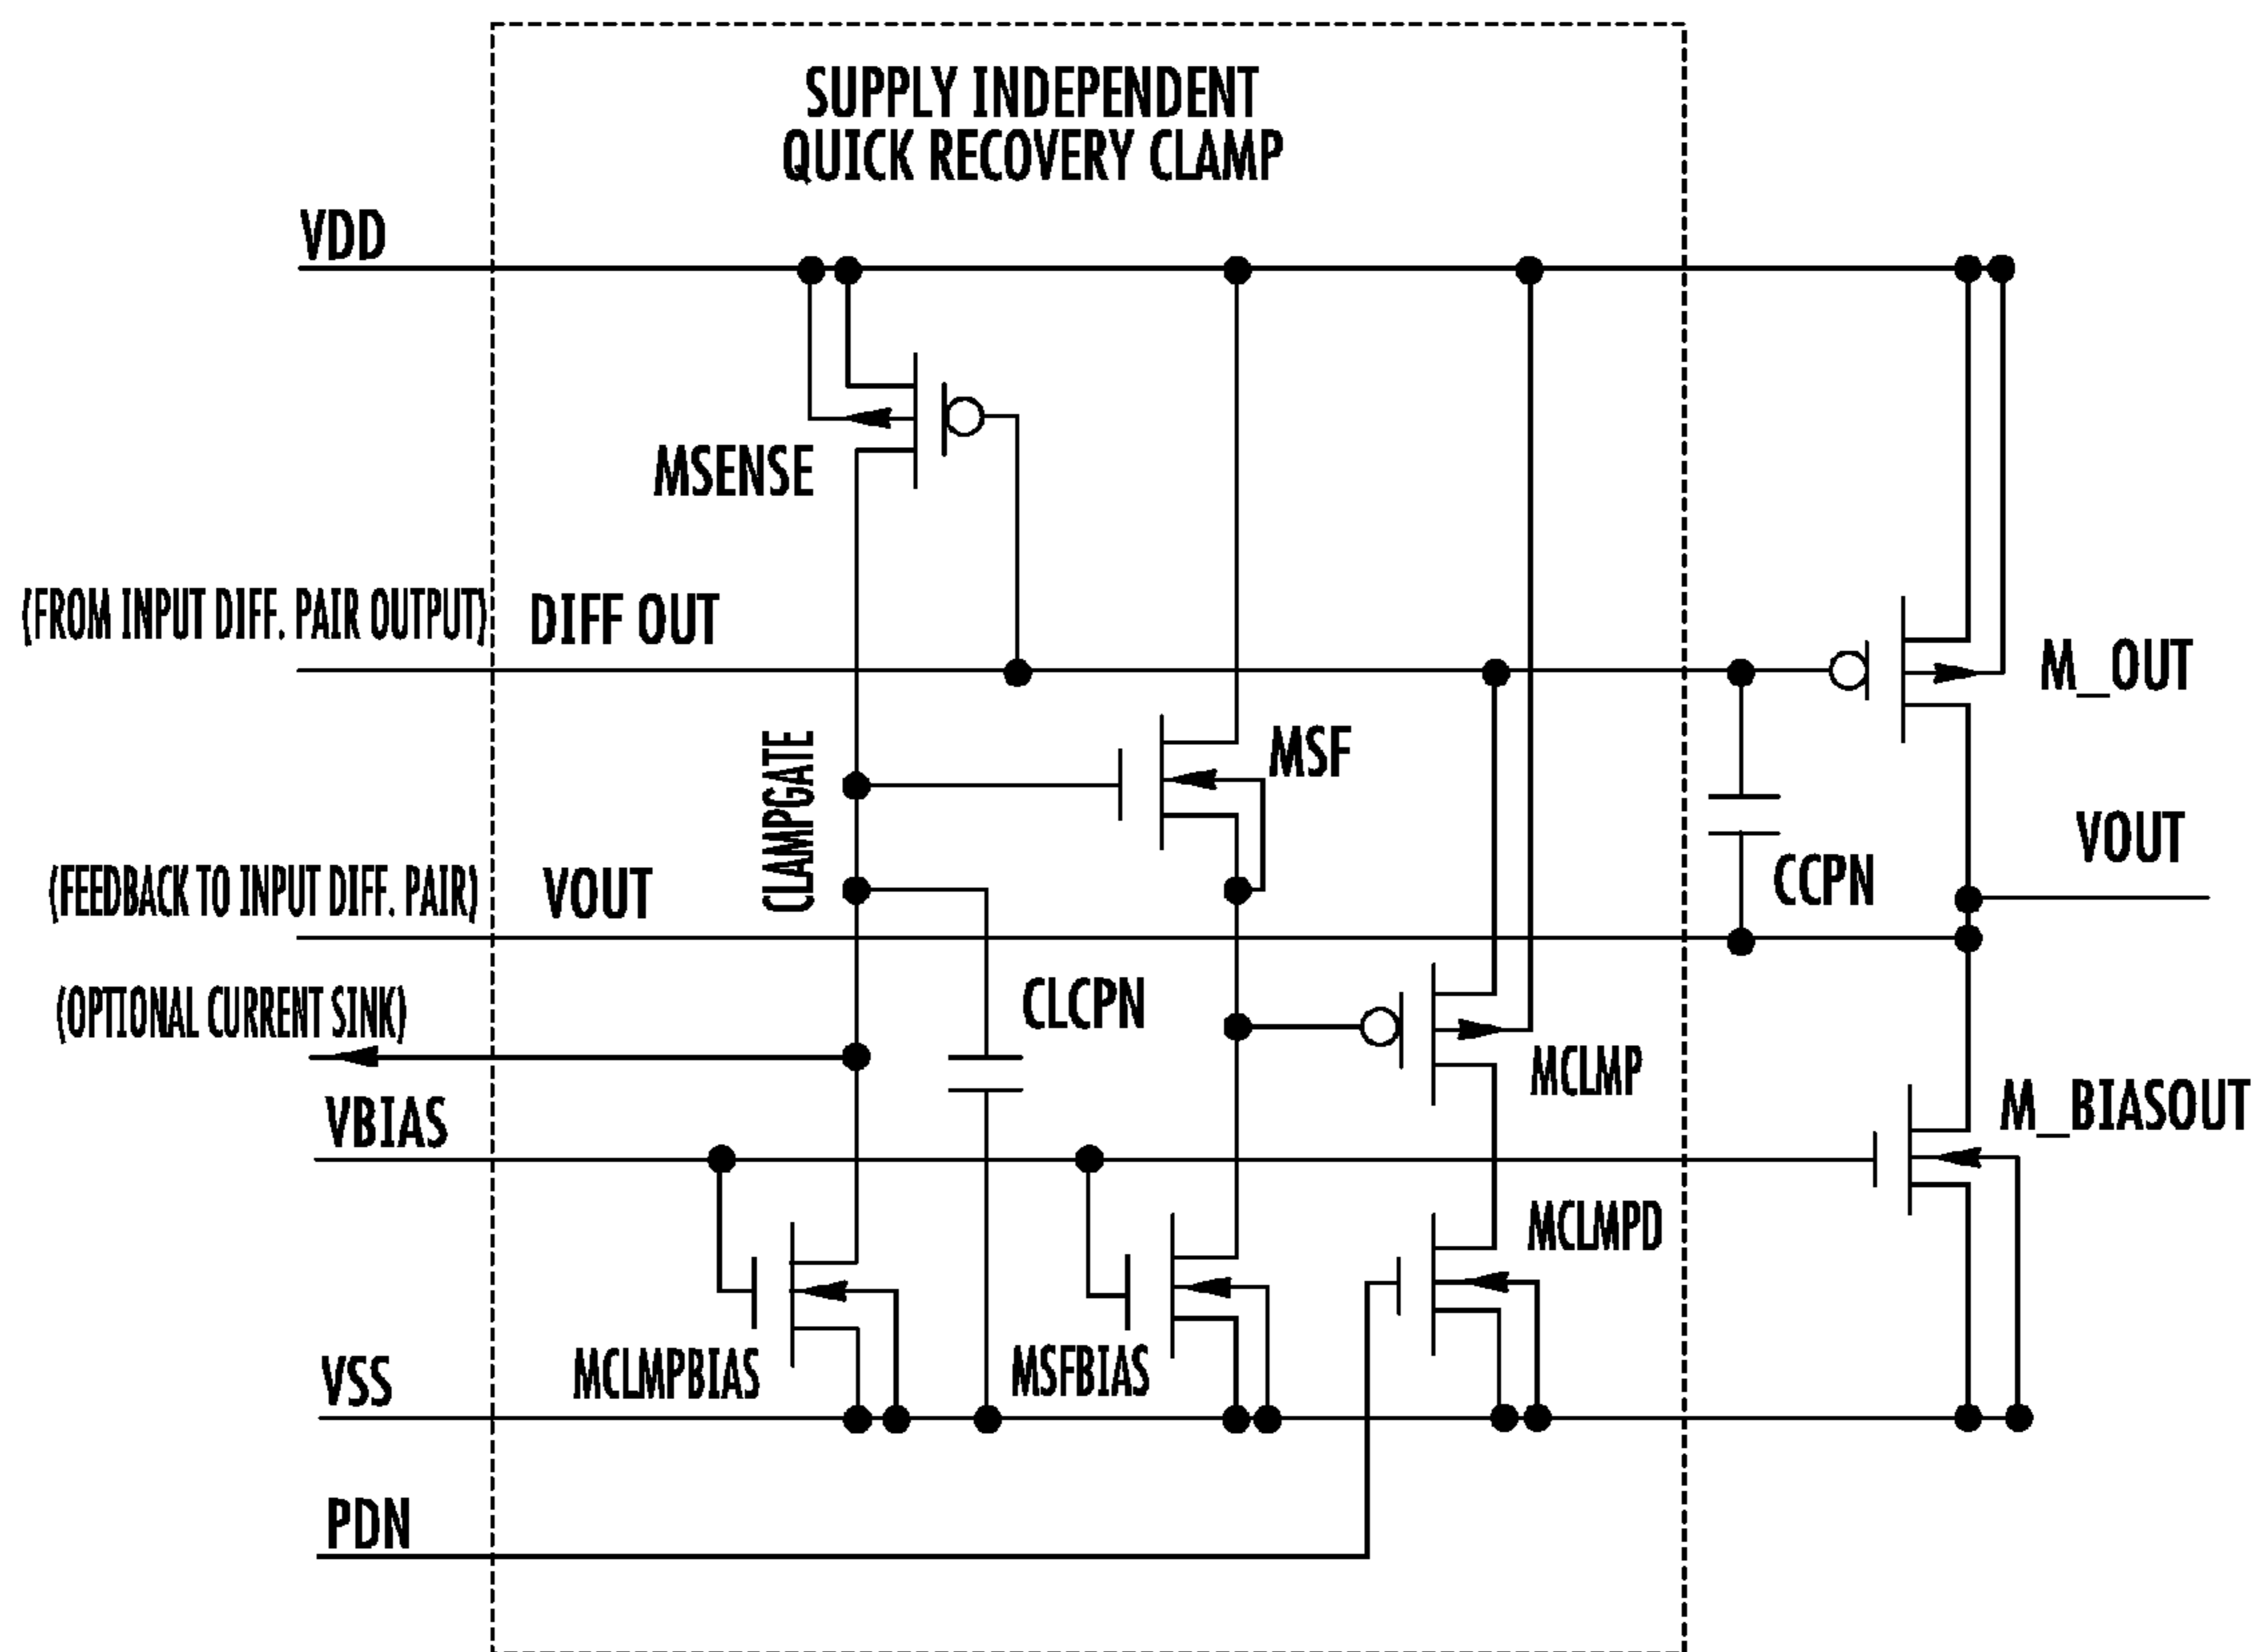 SUPPLY INDEPENDENT
QUICK RECOVERY CLAMP
VDD
MSENSE
(FROM INPUT DIFF. PAIR OUTPUT)
DIFF OUT
M_OUT
MSF
CLAMPGATE
VOUT
CCPN
(FEEDBACK TO INPUT DIFF. PAIR)
VOUT
(OPTIONAL CURRENT SINK)
CLCPN
MCLMP
VBIAS
M_BIASOUT
MCLMPD
MCLMPBIAS
MSFBIAS
VSS
PDN